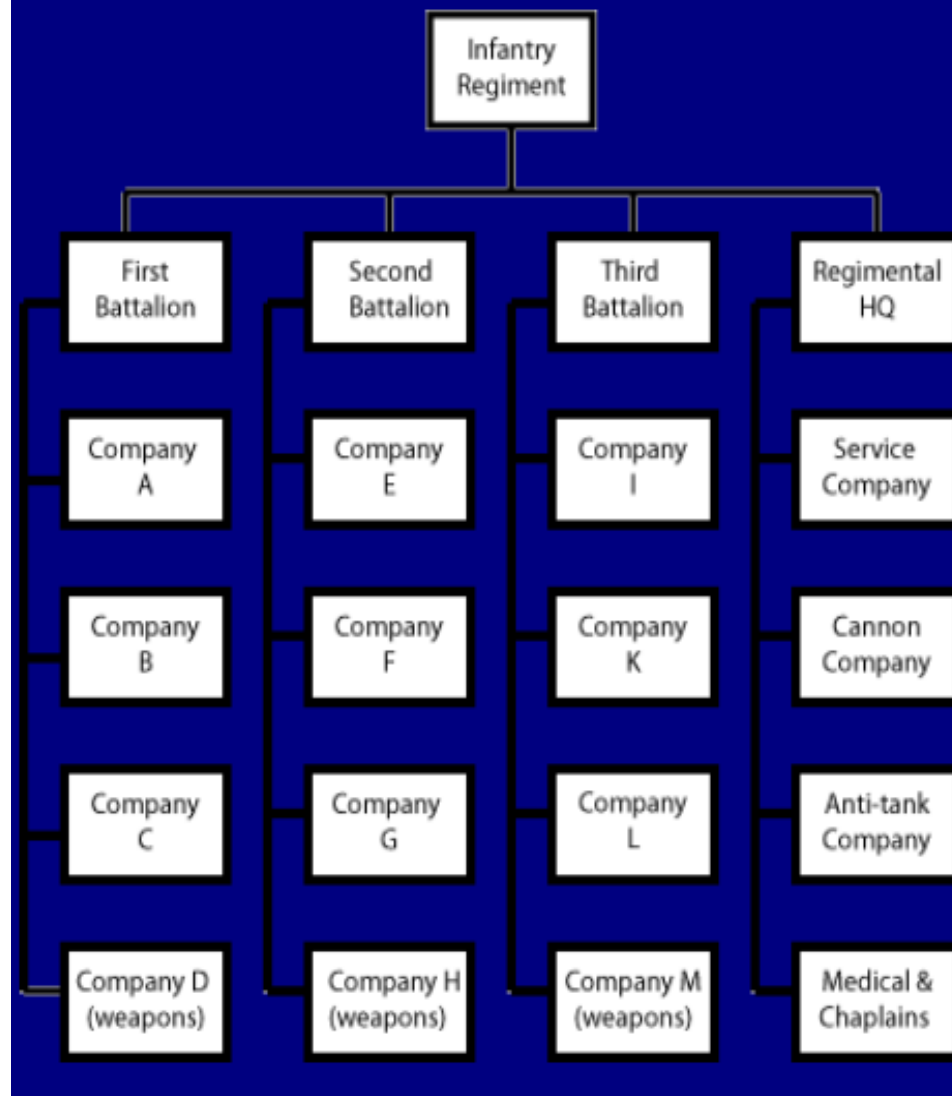 Infantry
Regiment
First
Battalion
Second
Battalion
Third
Battalion
Regimental
HQ
Company
A
Company
E
Company
I
Service
Company
Company
B
Company
F
Company
K
Cannon
Company
Company
C
Company
G
Company
L
Anti-tank
Company
Company D
(weapons)
Company H
(weapons)
Company M
(weapons)
Medical &
Chaplains